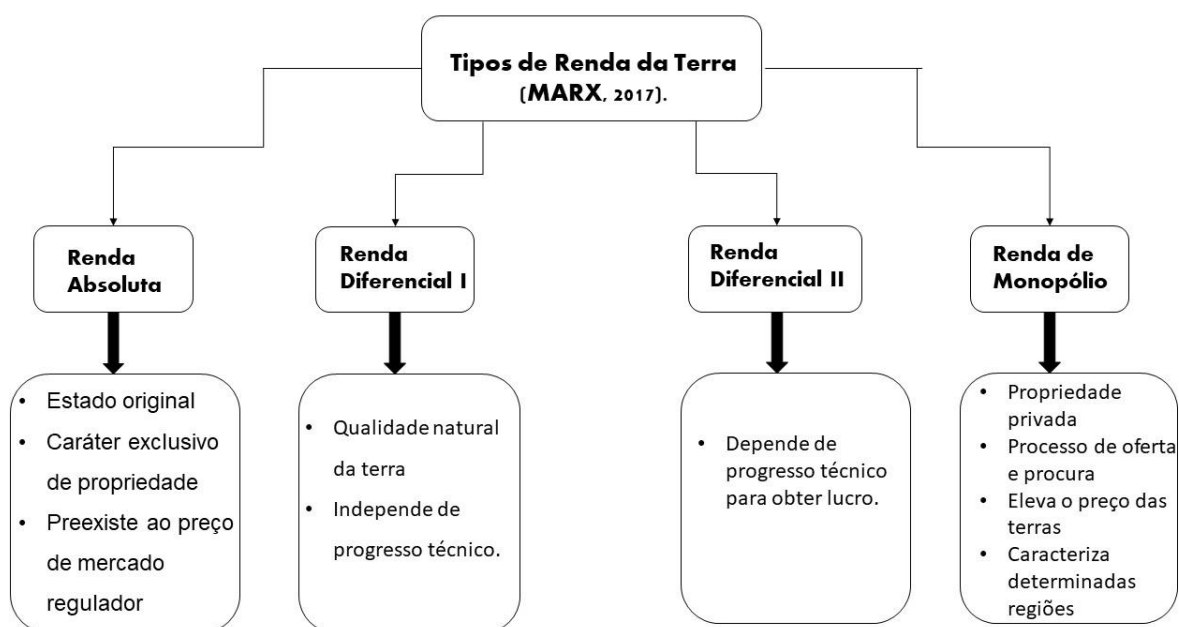 Tipos de Renda da Terra
(MARX, 2017).
Renda
Absoluta
Renda
Diferencial I
Renda
Diferencial II
Renda de
Monopólio
• Estado original
• Caráter exclusivo
de propriedade
• Preexiste ao preço
de mercado
regulador
• Qualidade natural
da terra
• Independe de
progresso técnico.
• Depende de
progresso técnico
para obter lucro.
• Propriedade
privada
• Processo de oferta
e procura
• Eleva o preço das
terras
• Caracteriza
determinadas
regiões